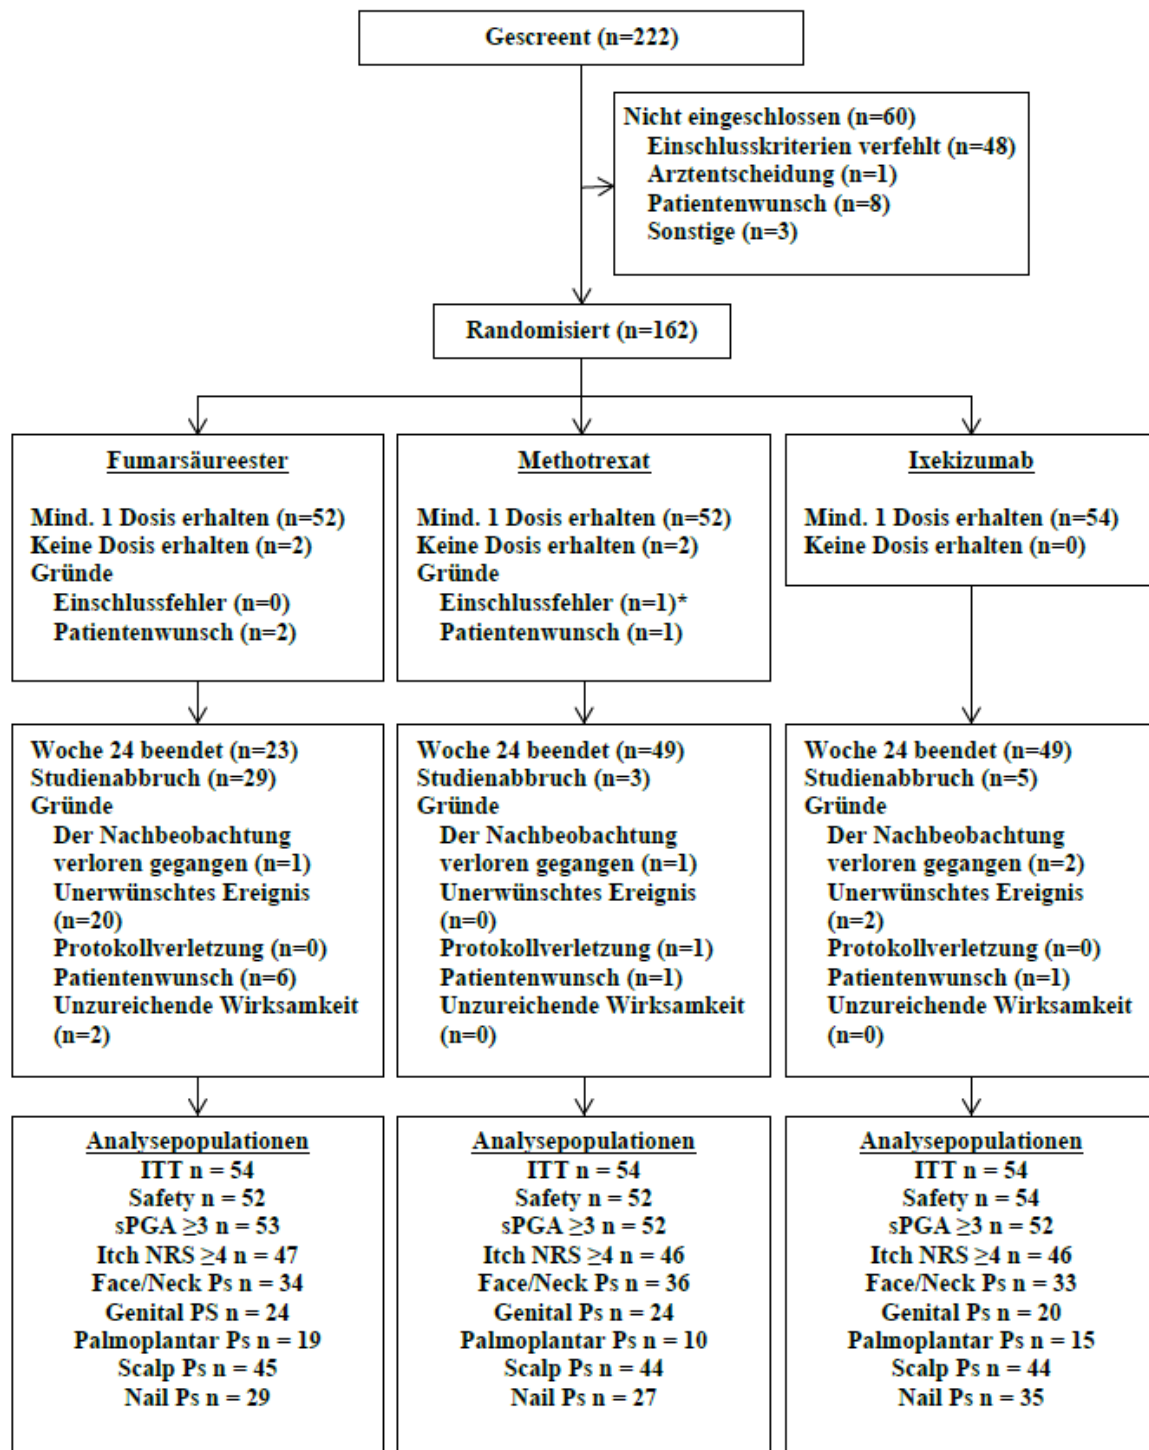 Gescreent (n=222)
Nicht eingeschlossen (n=60)
Einschlusskriterien verfehlt (n=48)
Arztentscheidung (n=1)
Patientenwunsch (n=8)
Sonstige (n=3)
Randomisiert (n=162)
Fumarsäureester
Mind. 1 Dosis erhalten (n=52)
Keine Dosis erhalten (n=2)
Gründe
Einschlussfehler (n=0)
Patientenwunsch (n=2)
Methotrexat
Mind. 1 Dosis erhalten (n=52)
Keine Dosis erhalten (n=2)
Gründe
Einschlussfehler (n=1)*
Patientenwunsch (n=1)
Ixekizumab
Mind. 1 Dosis erhalten (n=54)
Keine Dosis erhalten (n=0)
Woche 24 beendet (n=23)
Studienabbruch (n=29)
Gründe
Der Nachbeobachtung
verloren gegangen (n=1)
Unerwünschtes Ereignis
(n=20)
Protokollverletzung (n=0)
Patientenwunsch (n=6)
Unzureichende Wirksamkeit
(n=2)
Woche 24 beendet (n=49)
Studienabbruch (n=3)
Gründe
Der Nachbeobachtung
verloren gegangen (n=1)
Unerwünschtes Ereignis
(n=0)
Protokollverletzung (n=1)
Patientenwunsch (n=1)
Unzureichende Wirksamkeit
(n=0)
Woche 24 beendet (n=49)
Studienabbruch (n=5)
Gründe
Der Nachbeobachtung
verloren gegangen (n=2)
Unerwünschtes Ereignis
(n=2)
Protokollverletzung (n=0)
Patientenwunsch (n=1)
Unzureichende Wirksamkeit
(n=0)
Analysepopulationen
ITT n = 54
Safety n = 52
sPGA ≥3 n = 53
Itch NRS ≥4 n = 47
Face/Neck Ps n = 34
Genital PS n = 24
Palmoplantar Ps n = 19
Scalp Ps n = 45
Nail Ps n = 29
Analysepopulationen
ITT n = 54
Safety n = 52
sPGA ≥3 n = 52
Itch NRS ≥4 n = 46
Face/Neck Ps n = 36
Genital Ps n = 24
Palmoplantar Ps n = 10
Scalp Ps n = 44
Nail Ps n = 27
Analysepopulationen
ITT n = 54
Safety n = 54
sPGA ≥3 n = 52
Itch NRS ≥4 n = 46
Face/Neck Ps n = 33
Genital Ps n = 20
Palmoplantar Ps n = 15
Scalp Ps n = 44
Nail Ps n = 35